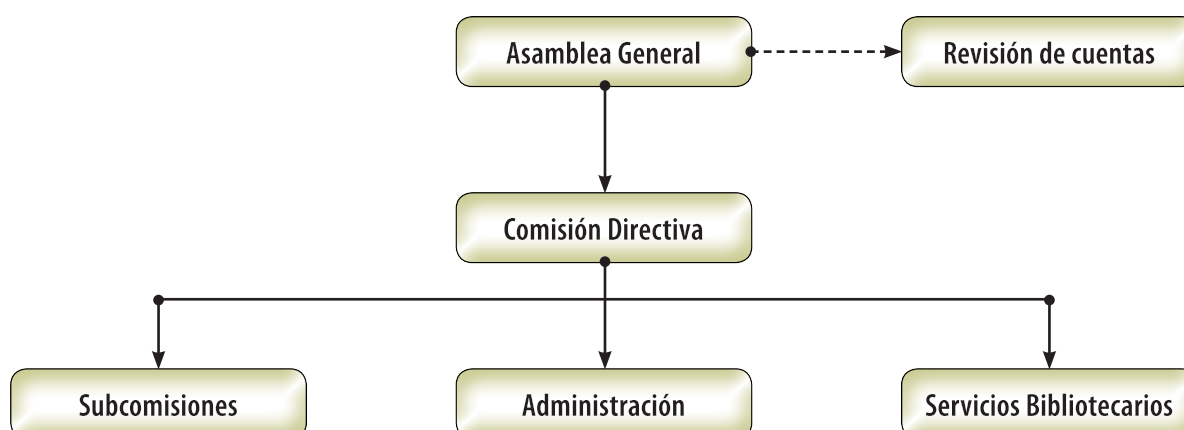 Asamblea General
Revisión de cuentas
Comisión Directiva
Subcomisiones
Administración
Servicios Bibliotecarios